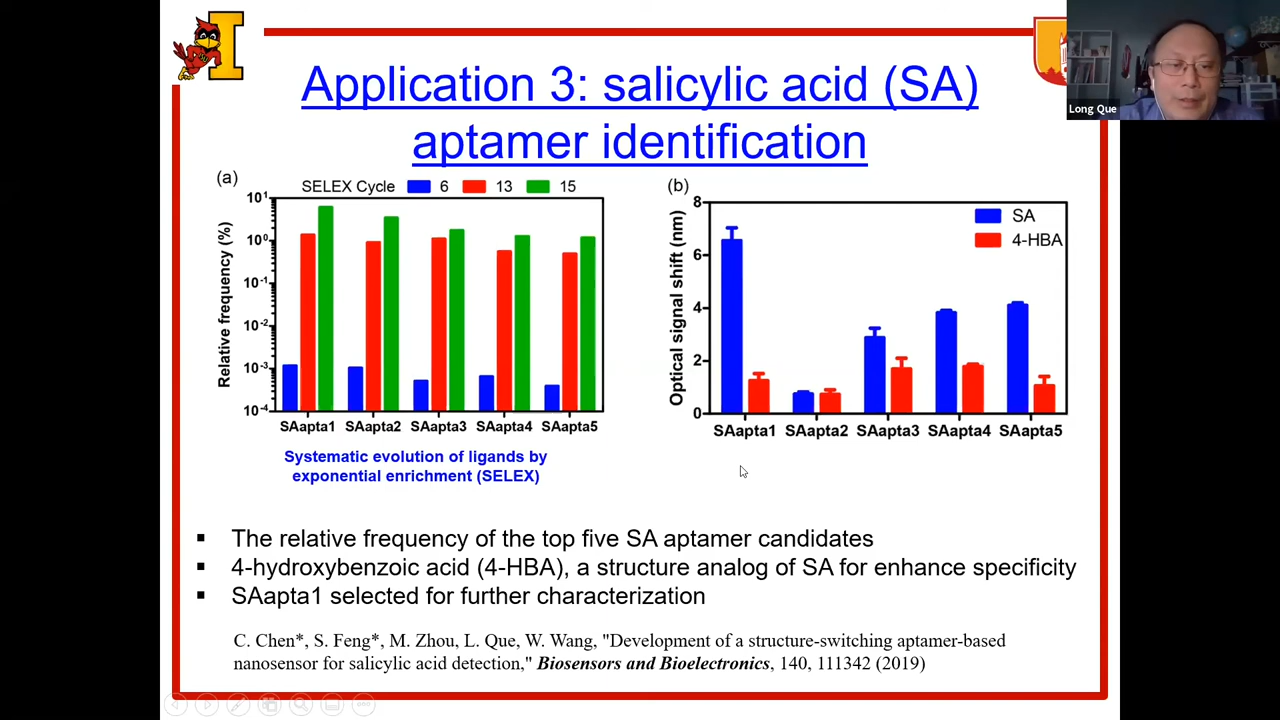 I
Application 3: salicylic acid (SA)
aptamer identification
Long Que
(a)
SELEX Cycle 6 13 15
Relative frequency (%)
10¹
10⁰
10⁻¹
10⁻²
10⁻³
10⁻⁴
SAapta1 SAapta2 SAapta3 SAapta4 SAapta5
Systematic evolution of ligands by
exponential enrichment (SELEX)
(b)
SA
4-HBA
Optical signal shift (nm)
8
6
4
2
0
SAapta1 SAapta2 SAapta3 SAapta4 SAapta5
▪ The relative frequency of the top five SA aptamer candidates
▪ 4-hydroxybenzoic acid (4-HBA), a structure analog of SA for enhance specificity
▪ SAapta1 selected for further characterization
C. Chen*, S. Feng*, M. Zhou, L. Que, W. Wang, "Development of a structure-switching aptamer-based
nanosensor for salicylic acid detection," Biosensors and Bioelectronics, 140, 111342 (2019)